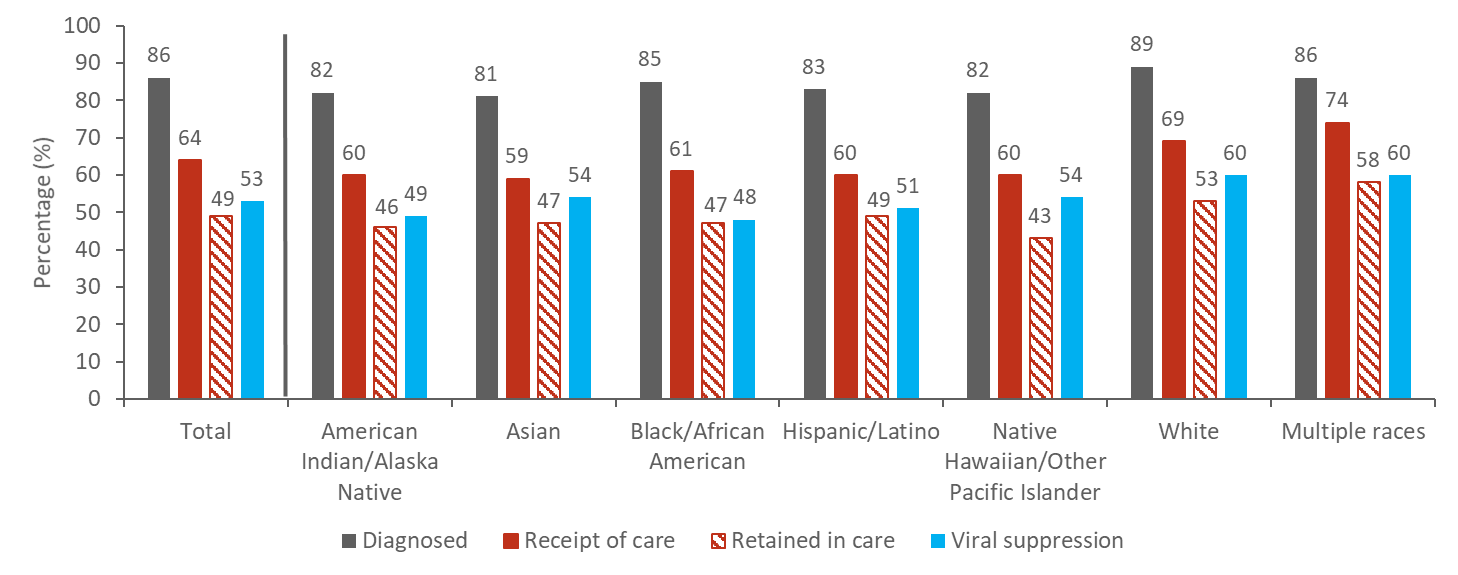 100
90
80
70
60
50
40
30
20
10
0
Percentage (%)
86
64
49
53
82
60
46
49
81
59
47
54
85
61
47
48
83
60
49
51
82
60
43
54
89
69
53
60
86
74
58
60
Total
American
Indian/Alaska
Native
Asian
Black/African
American
Hispanic/Latino
Native
Hawaiian/Other
Pacific Islander
White
Multiple races
Diagnosed
Receipt of care
Retained in care
Viral suppression